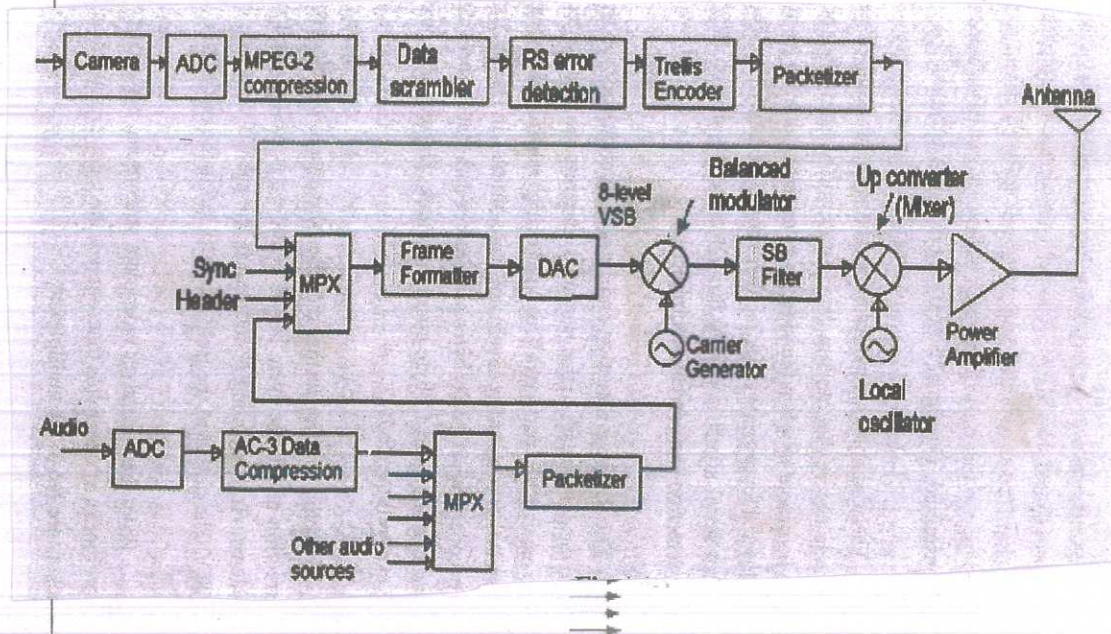 Camera
ADC
MPEG-2
compression
Data
scrambler
RS error
detection
Trellis
Encoder
Packetizer
Antenna
8-level
VSB
Balanced
modulator
Up converter
(Mixer)
Sync
Header
MPX
Frame
Formatter
DAC
SB
Filter
Carrier
Generator
Power
Amplifier
Local
oscillator
Audio
ADC
AC-3 Data
Compression
Other audio
sources
MPX
Packetizer